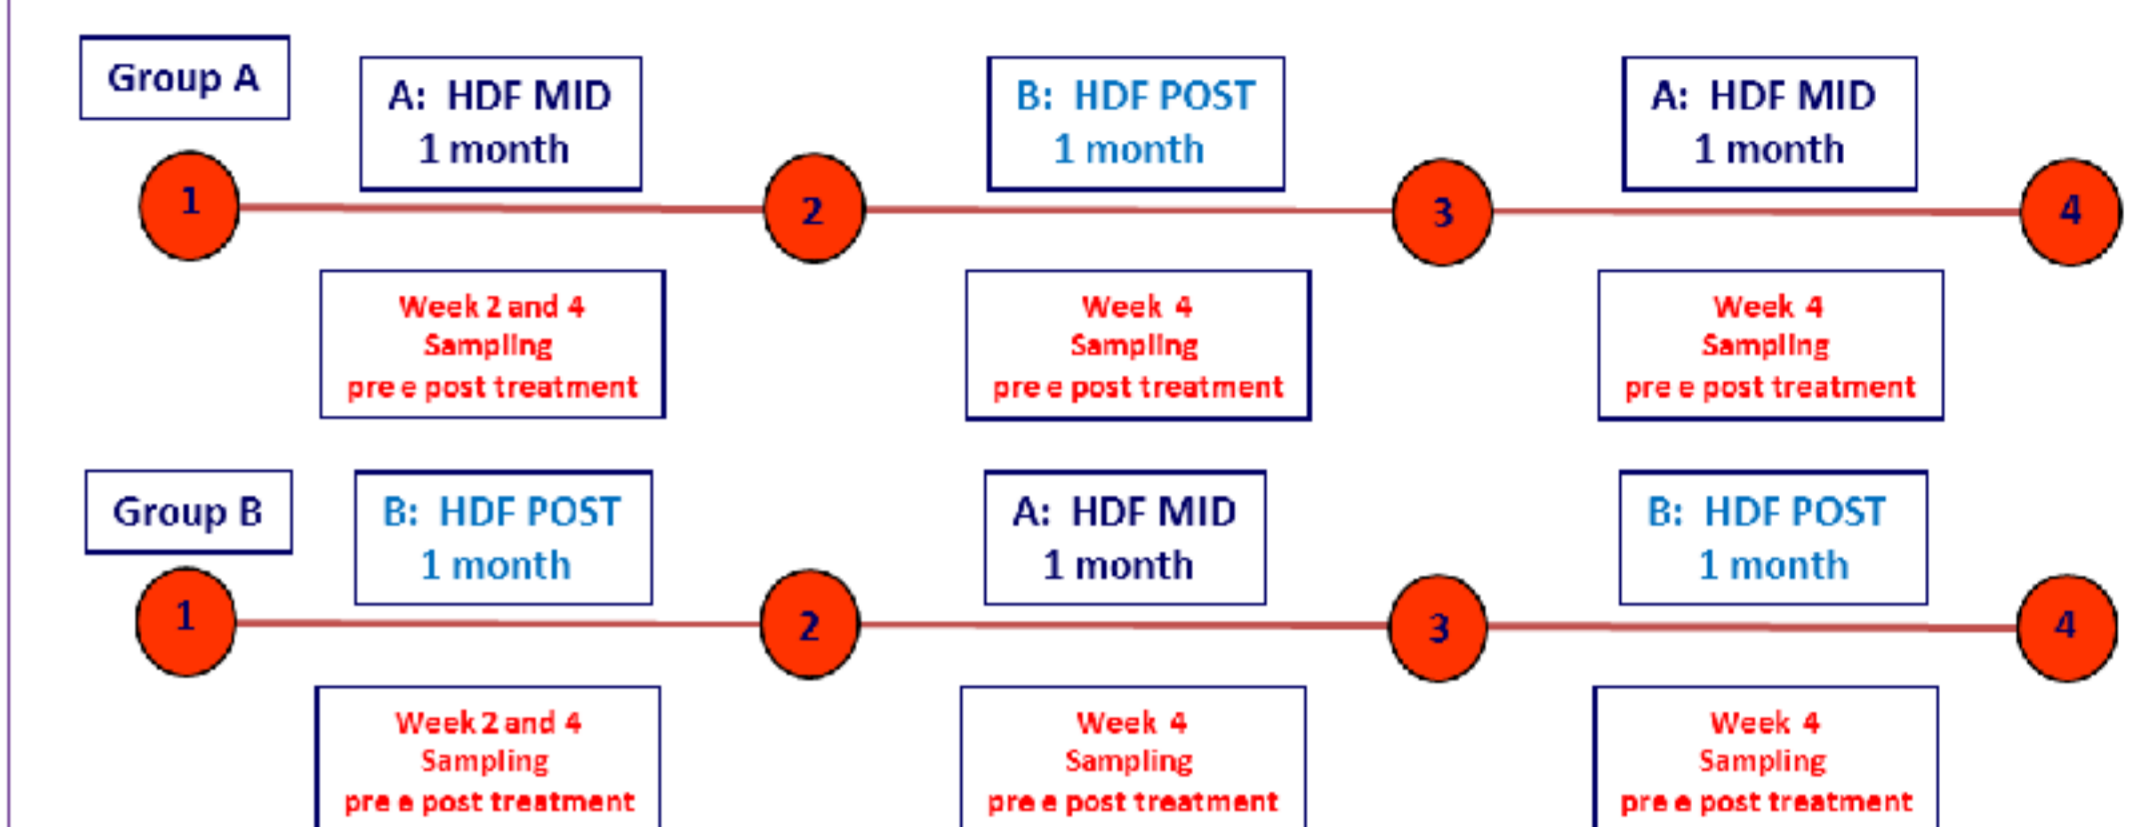 Group A
A: HDF MID
1 month
B: HDF POST
1 month
A: HDF MID
1 month
1
2
3
4
Week 2 and 4
Sampling
pre e post treatment
Week 4
Sampling
pre e post treatment
Week 4
Sampling
pre e post treatment
Group B
B: HDF POST
1 month
A: HDF MID
1 month
B: HDF POST
1 month
1
2
3
4
Week 2 and 4
Sampling
pre e post treatment
Week 4
Sampling
pre e post treatment
Week 4
Sampling
pre e post treatment